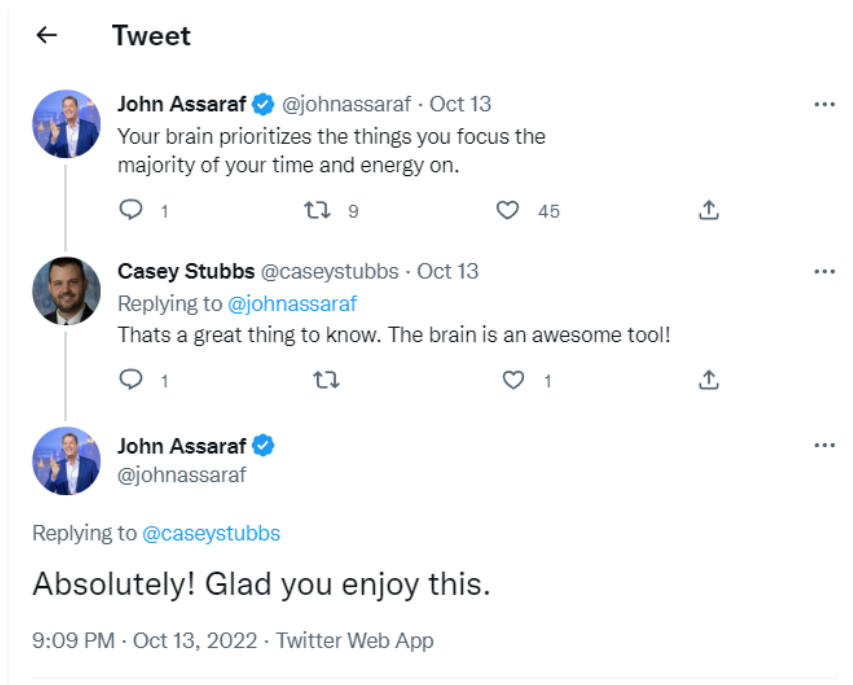 Tweet
John Assaraf @johnassaraf · Oct 13
Your brain prioritizes the things you focus the
majority of your time and energy on.
1 9 45
Casey Stubbs @caseystubbs · Oct 13
Replying to @johnassaraf
Thats a great thing to know. The brain is an awesome tool!
1 1
John Assaraf
@johnassaraf
Replying to @caseystubbs
Absolutely! Glad you enjoy this.
9:09 PM · Oct 13, 2022 · Twitter Web App